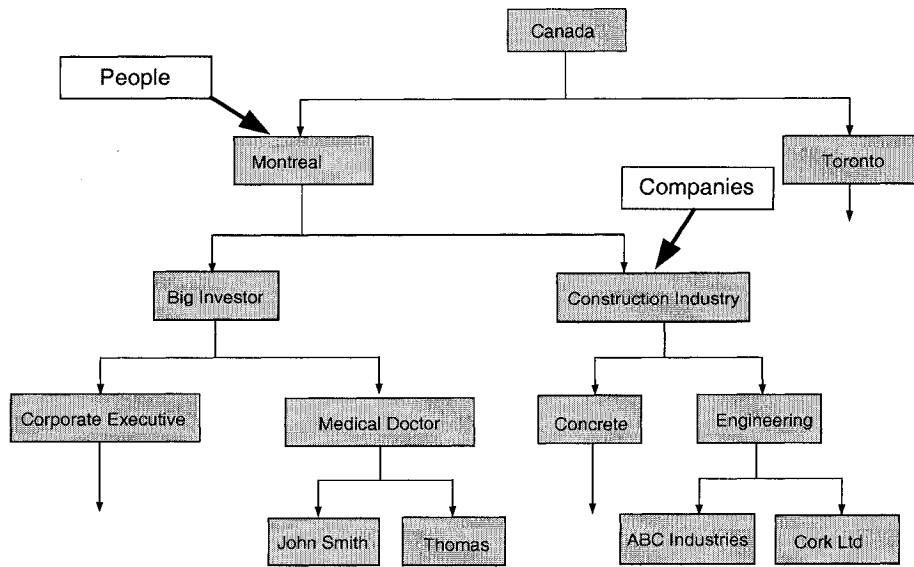 Canada
People
Montreal
Toronto
Companies
Big Investor
Construction Industry
Corporate Executive
Medical Doctor
Concrete
Engineering
John Smith
Thomas
ABC Industries
Cork Ltd